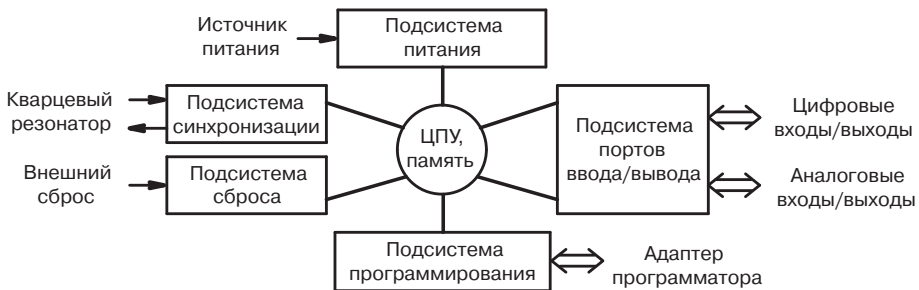 Источник
питания
Подсистема
питания
Кварцевый
резонатор
Подсистема
синхронизации
ЦПУ,
память
Подсистема
портов
ввода/вывода
Цифровые
входы/выходы
Внешний
сброс
Подсистема
сброса
Аналоговые
входы/выходы
Подсистема
программирования
Адаптер
программатора